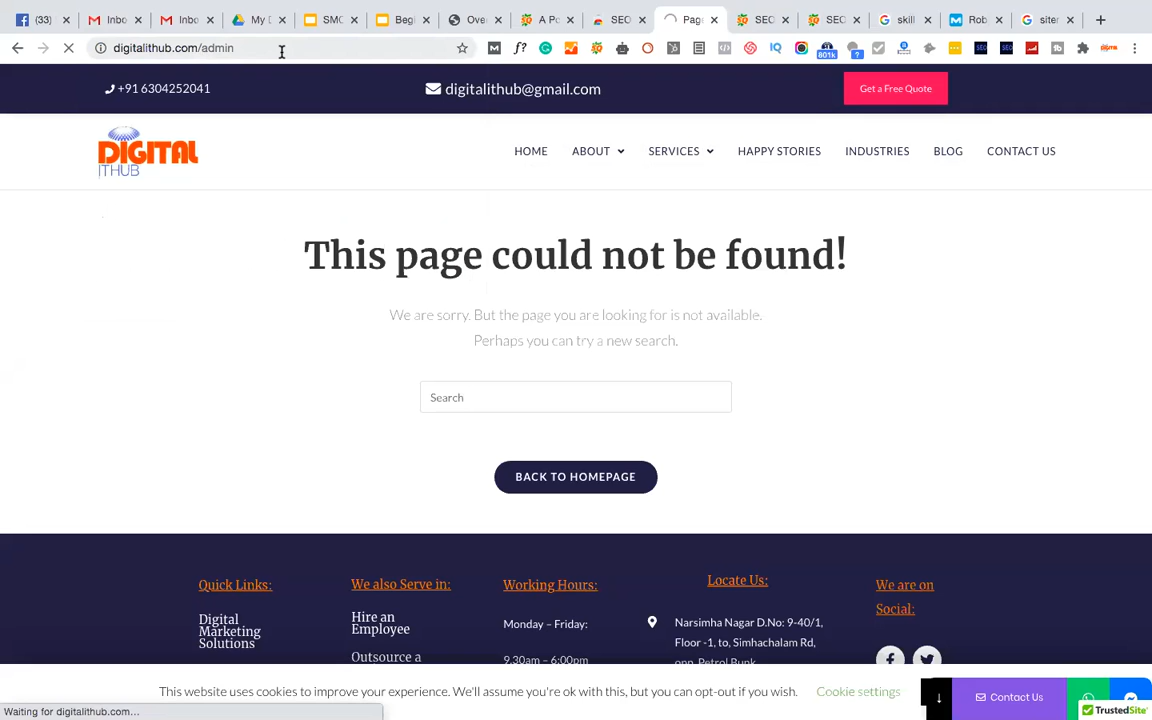 (33)
Inbo
Inbo
My D
SMC
Begi
Ove
A Po
SEO
Page
SEO
SEO
skill
Rob
siter
digitalithub.com/admin
801k
+91 6304252041
digitalithub@gmail.com
Get a Free Quote
DIGITAL
ITHUB
HOME
ABOUT
SERVICES
HAPPY STORIES
INDUSTRIES
BLOG
CONTACT US
This page could not be found!
We are sorry. But the page you are looking for is not available.
Perhaps you can try a new search.
Search
BACK TO HOMEPAGE
Quick Links:
Digital
Marketing
Solutions
We also Serve in:
Hire an
Employee
Outsource a
Working Hours:
Monday – Friday:
9.30am – 6:00pm
Locate Us:
Narsimha Nagar D.No: 9-40/1,
Floor -1, to, Simhachalam Rd,
opp. Petrol Bunk
We are on
Social:
This website uses cookies to improve your experience. We'll assume you're ok with this, but you can opt-out if you wish.
Cookie settings
Contact Us
TrustedSite
Waiting for digitalithub.com...